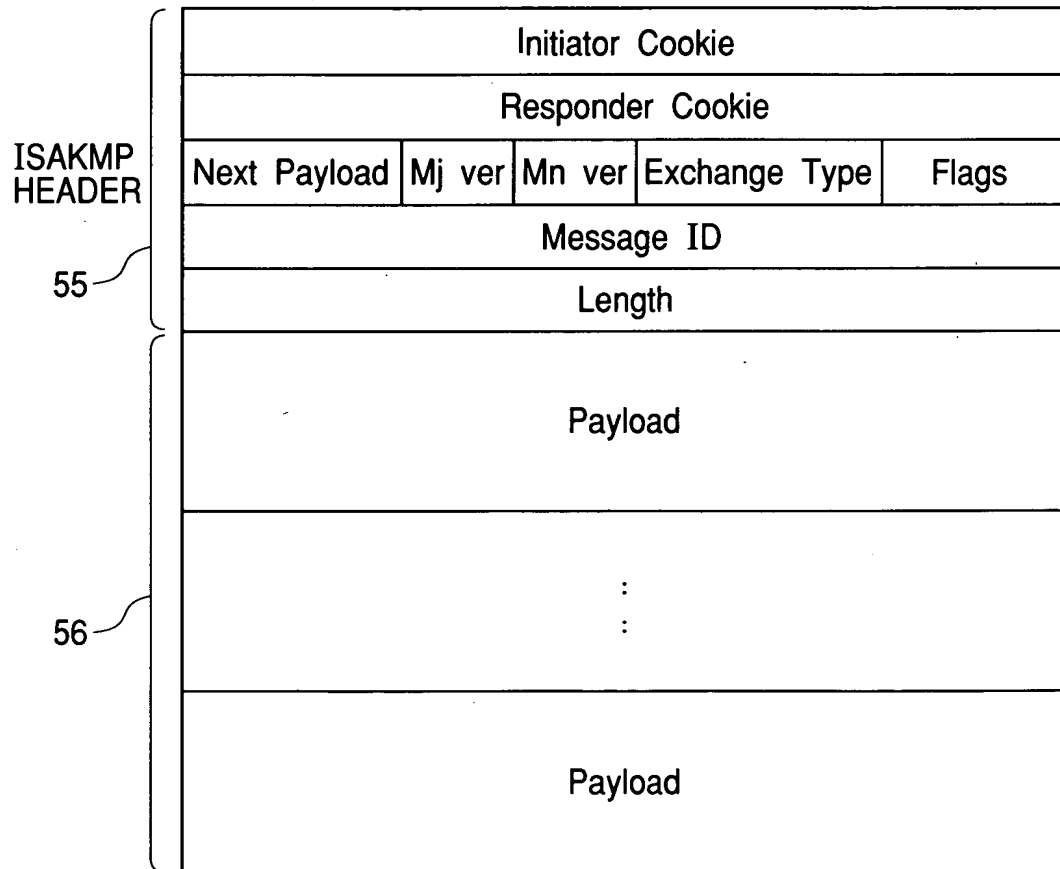 Initiator Cookie
Responder Cookie
ISAKMP
HEADER
Next Payload Mj ver Mn ver Exchange Type Flags
Message ID
55
Length
Payload
:
:
56
Payload